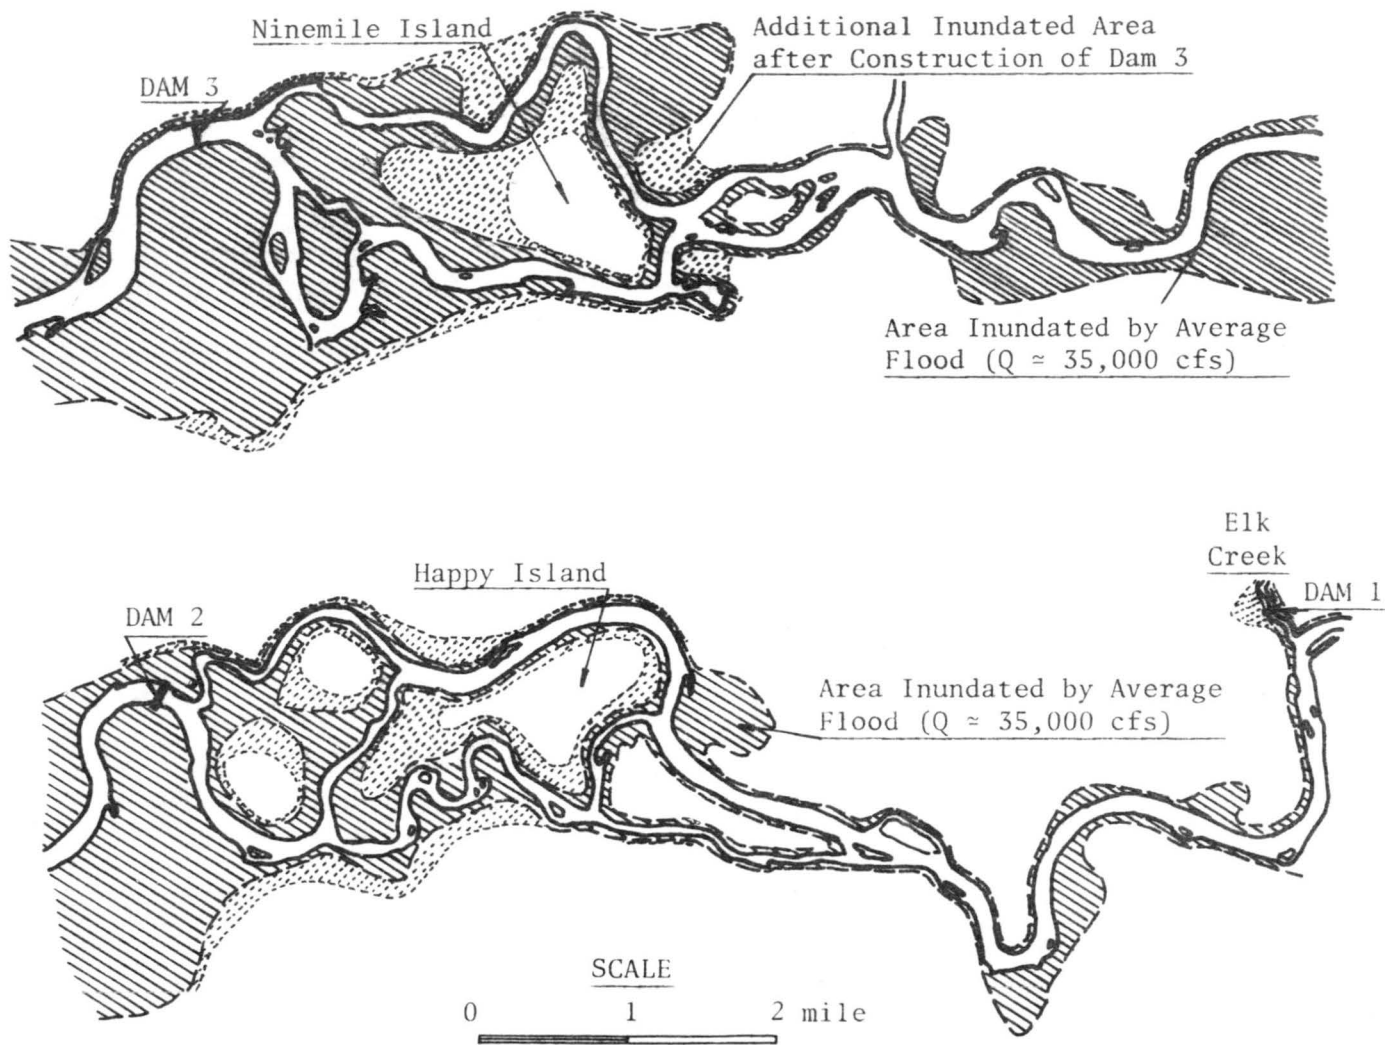 Ninemile Island
Additional Inundated Area
after Construction of Dam 3
DAM 3
Area Inundated by Average
Flood (Q ≃ 35,000 cfs)
Elk
Creek
DAM 1
Happy Island
DAM 2
Area Inundated by Average
Flood (Q ≃ 35,000 cfs)
SCALE
0 1 2 mile